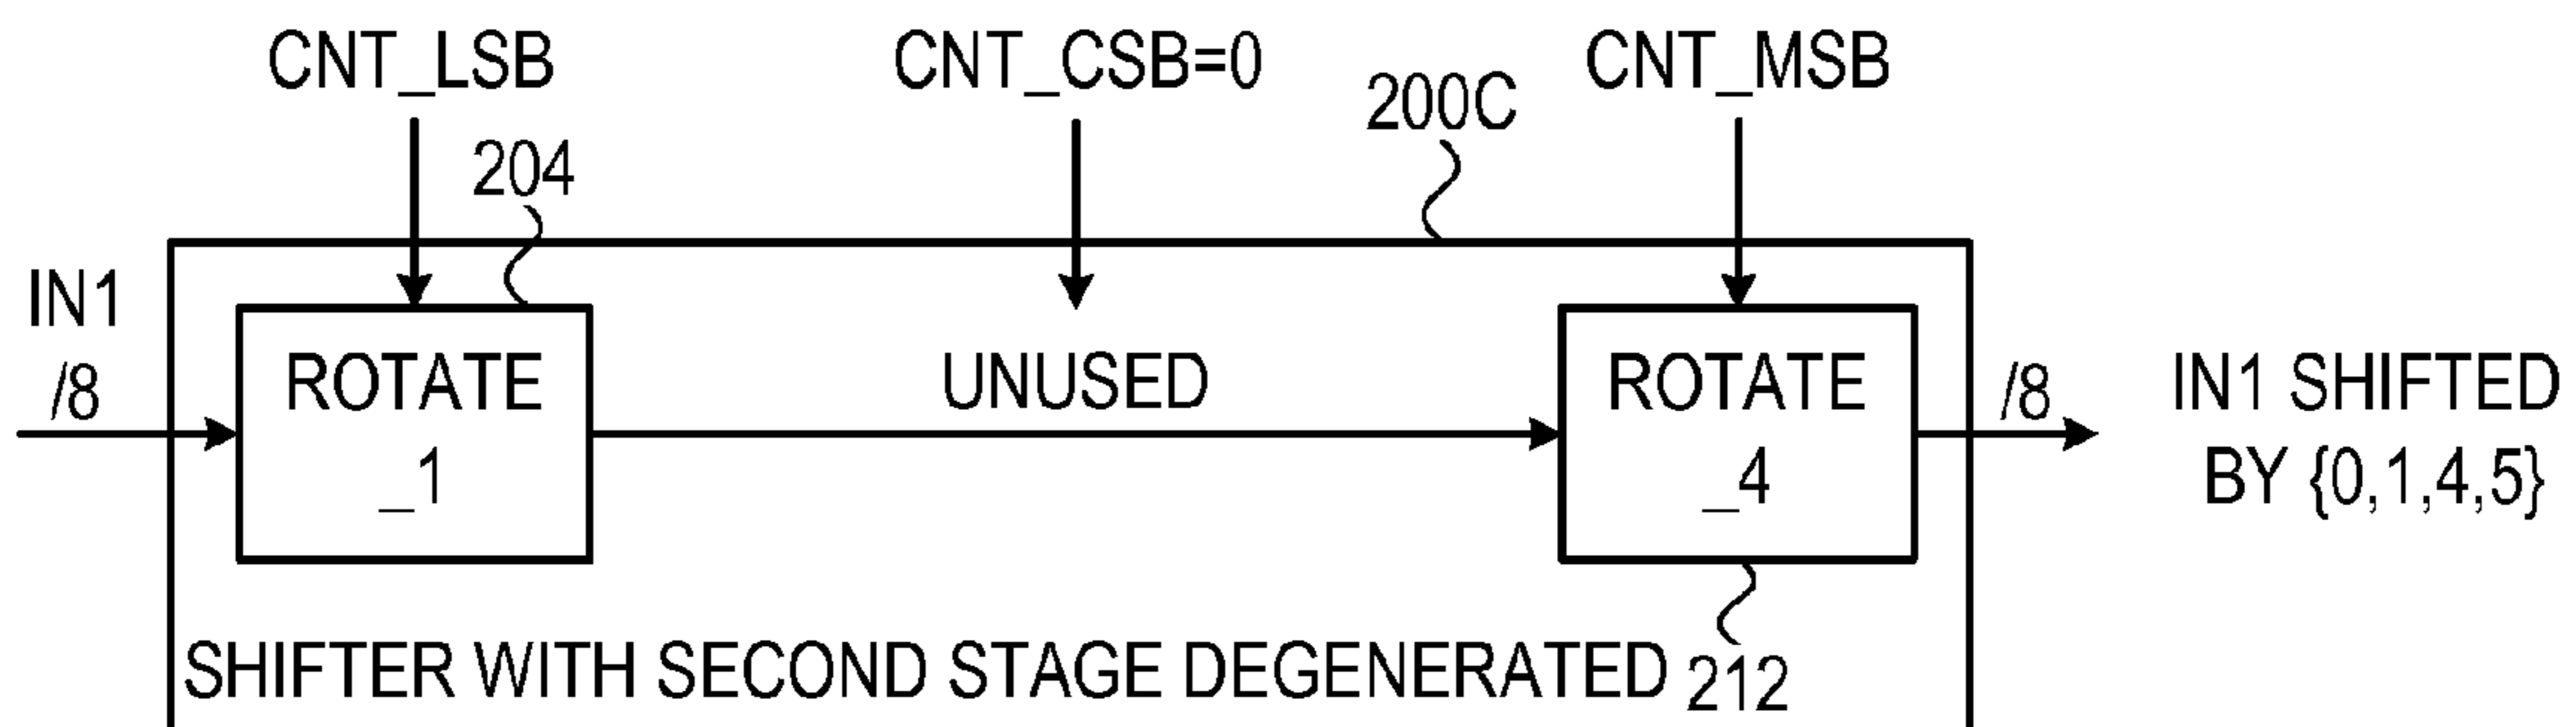 CNT_LSB
CNT_CSB=0
CNT_MSB
200C
204
IN1
/8
ROTATE
_1
UNUSED
ROTATE
_4
/8
IN1 SHIFTED
BY {0,1,4,5}
SHIFTER WITH SECOND STAGE DEGENERATED
212